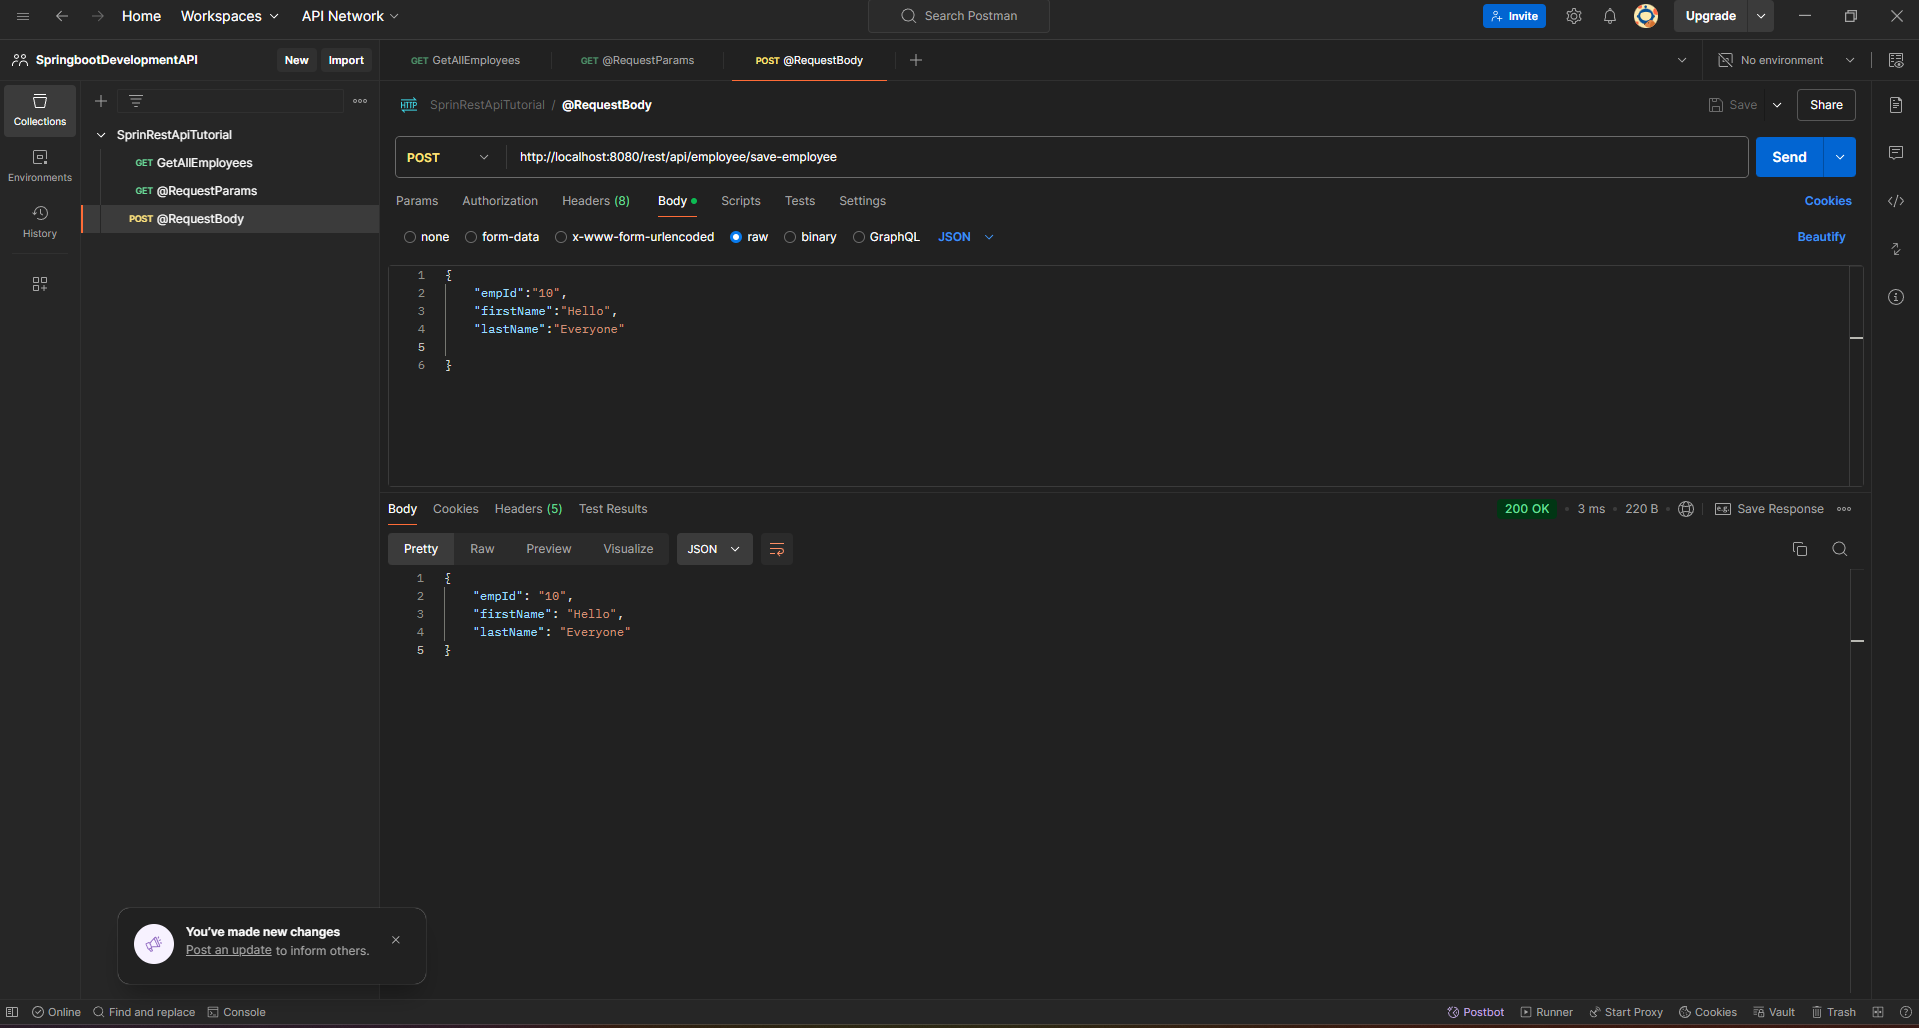 Home Workspaces API Network Search Postman Invite Upgrade
SpringbootDevelopmentAPI New Import GET GetAllEmployees GET @RequestParams POST @RequestBody No environment
Collections
Environments
History
SprinRestApiTutorial
GET GetAllEmployees
GET @RequestParams
POST @RequestBody
HTTP SprinRestApiTutorial / @RequestBody Save Share
POST http://localhost:8080/rest/api/employee/save-employee Send
Params Authorization Headers (8) Body Scripts Tests Settings Cookies
none form-data x-www-form-urlencoded raw binary GraphQL JSON Beautify
1 {
2 "empId":"10",
3 "firstName":"Hello",
4 "lastName":"Everyone"
5
6 }
Body Cookies Headers (5) Test Results 200 OK 3 ms 220 B e.g. Save Response
Pretty Raw Preview Visualize JSON
1 {
2 "empId": "10",
3 "firstName": "Hello",
4 "lastName": "Everyone"
5 }
You've made new changes
Post an update to inform others.
Online Find and replace Console Postbot Runner Start Proxy Cookies Vault Trash